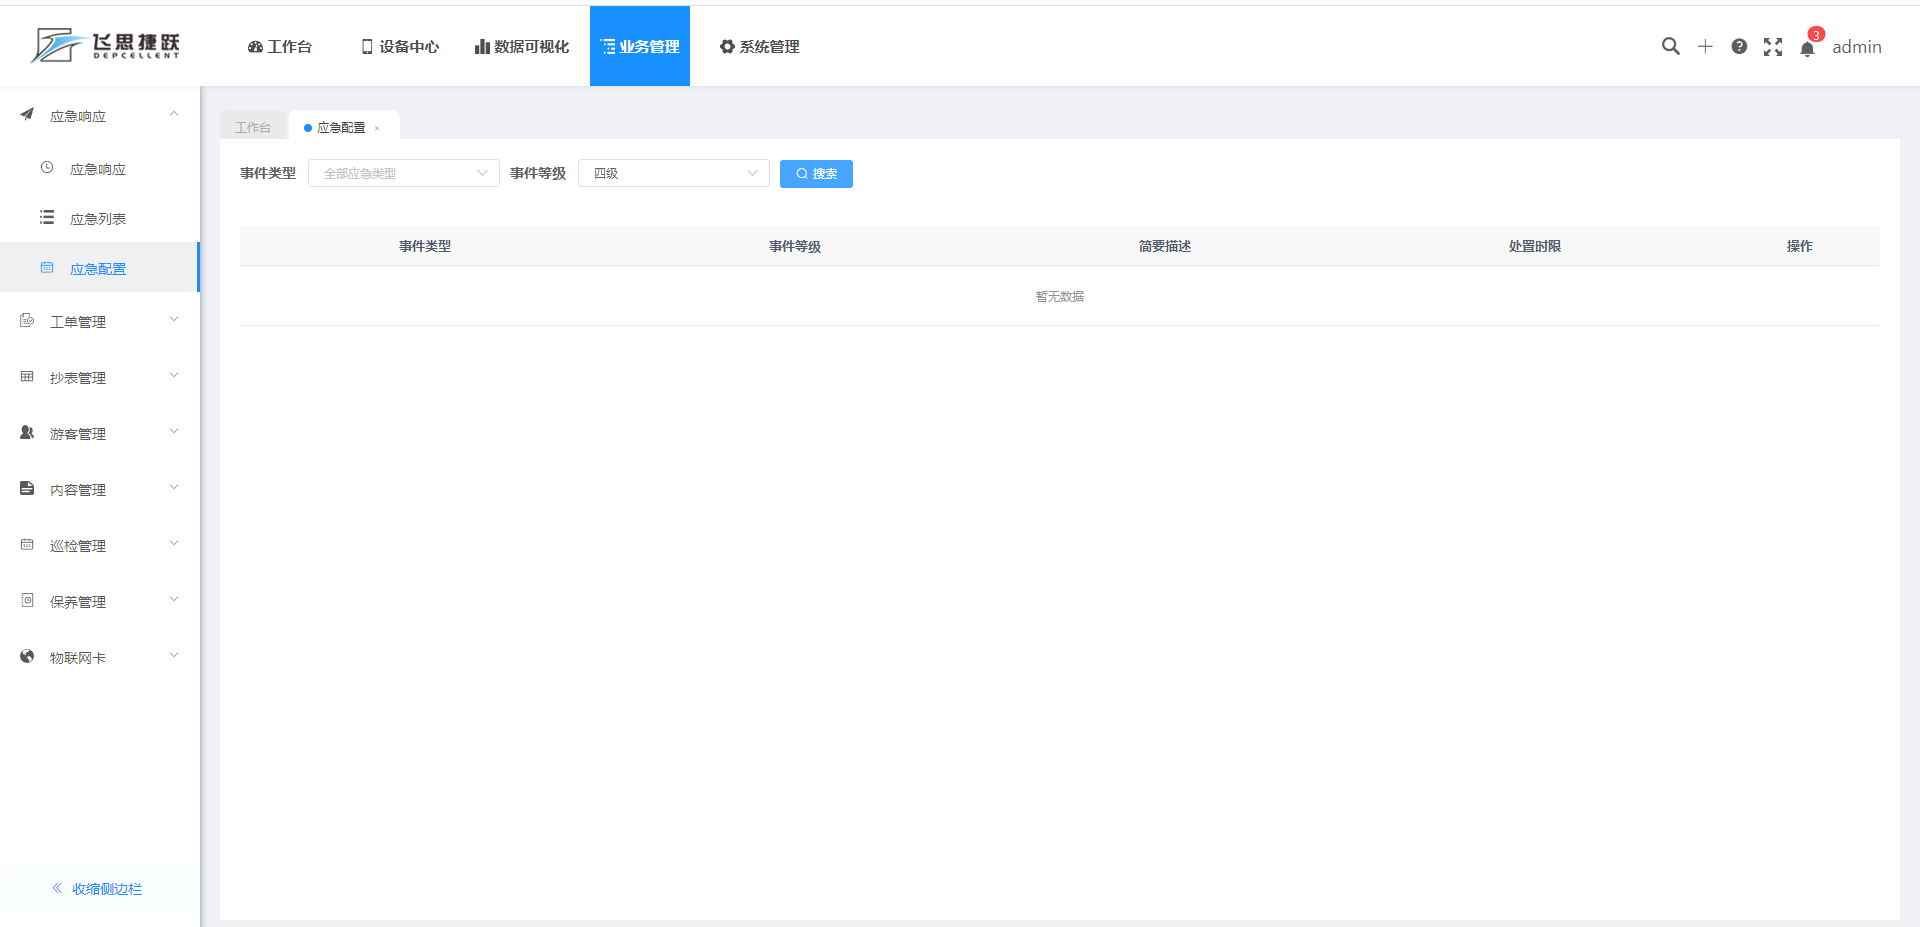 飞思捷跃
DEPCELLENT
工作台
设备中心
数据可视化
业务管理
系统管理
3
admin
应急响应
应急响应
应急列表
应急配置
工单管理
抄表管理
游客管理
内容管理
巡检管理
保养管理
物联网卡
收缩侧边栏
工作台
应急配置
事件类型 全部应急类型 事件等级 四级 搜索
事件类型 事件等级 简要描述 处置时限 操作
暂无数据